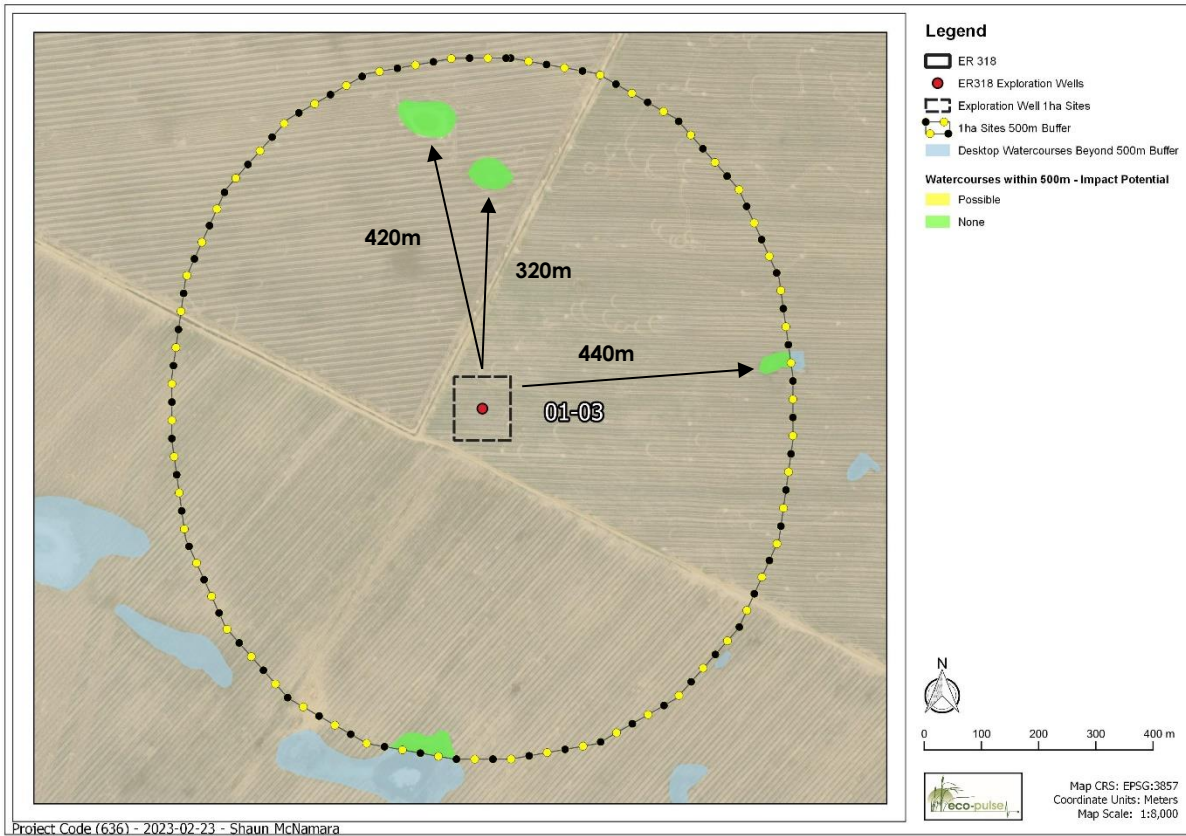 420m
320m
440m
01-03
Legend
ER 318
ER318 Exploration Wells
Exploration Well 1ha Sites
1ha Sites 500m Buffer
Desktop Watercourses Beyond 500m Buffer
Watercourses within 500m - Impact Potential
Possible
None
N
0 100 200 300 400 m
eco-pulse
Map CRS: EPSG:3857
Coordinate Units: Meters
Map Scale: 1:8,000
Project Code (636) - 2023-02-23 - Shaun McNamara